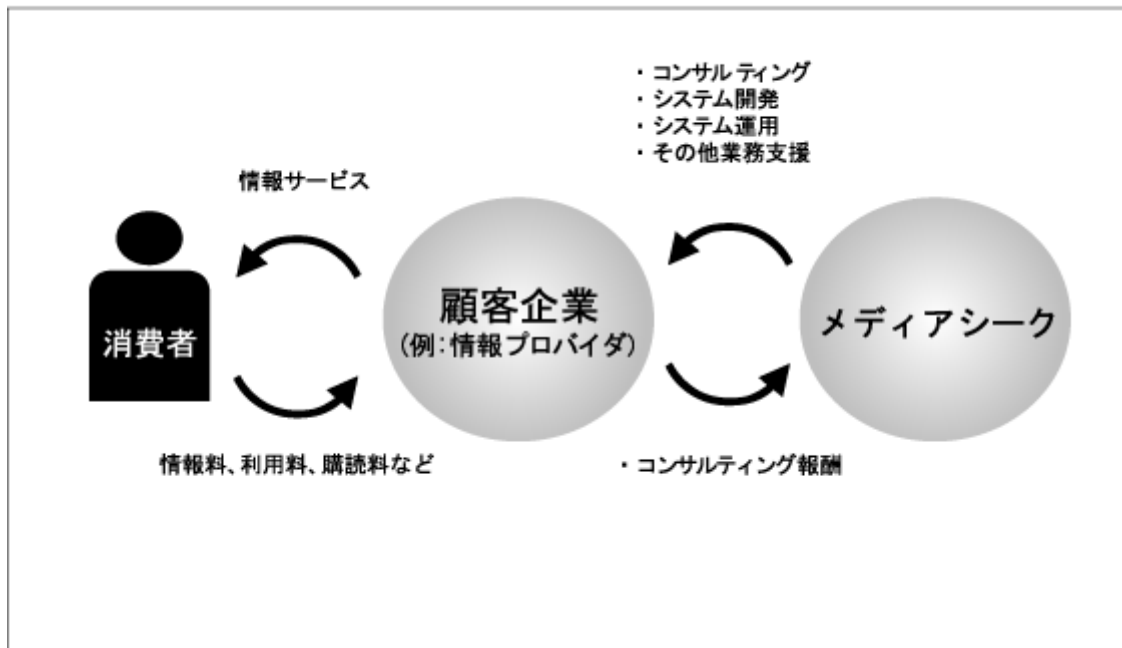 ・コンサルティング
・システム開発
・システム運用
・その他業務支援
情報サービス
消費者
顧客企業
(例:情報プロバイダ)
メディアシーク
情報料、利用料、購読料など
・コンサルティング報酬